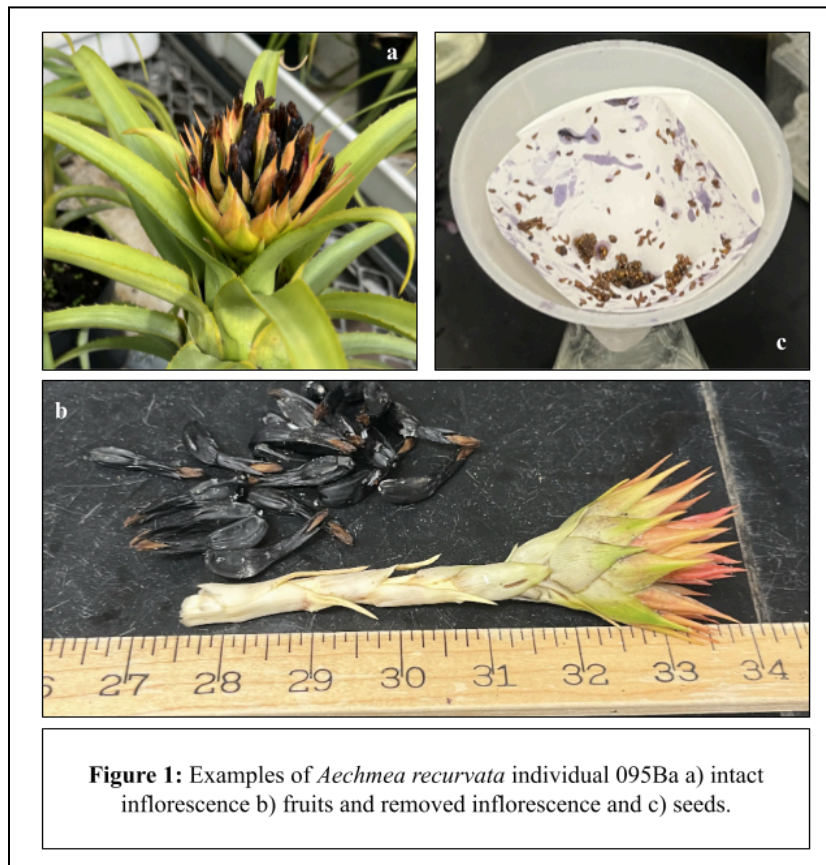 a
c
b
6 27 28 29 30 31 32 33 34
Figure 1: Examples of Aechmea recurvata individual 095Ba a) intact
inflorescence b) fruits and removed inflorescence and c) seeds.